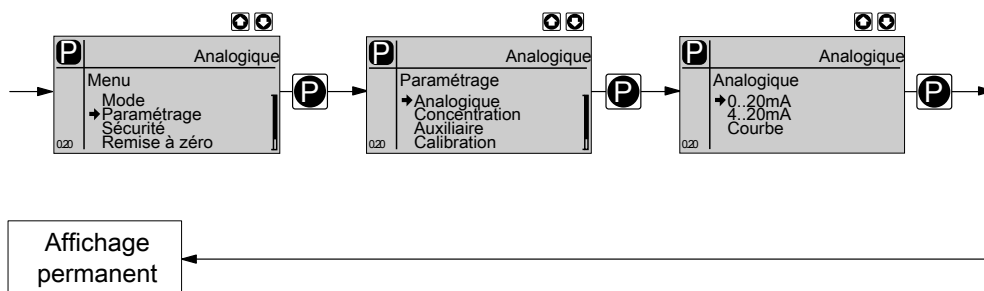 P
Analogique
Menu
Mode
Paramétrage
Sécurité
Remise à zéro
0.20
P
P
Analogique
Paramétrage
Analogique
Concentration
Auxiliaire
Calibration
0.20
P
P
Analogique
Analogique
0..20mA
4..20mA
Courbe
0.20
P
Affichage
permanent